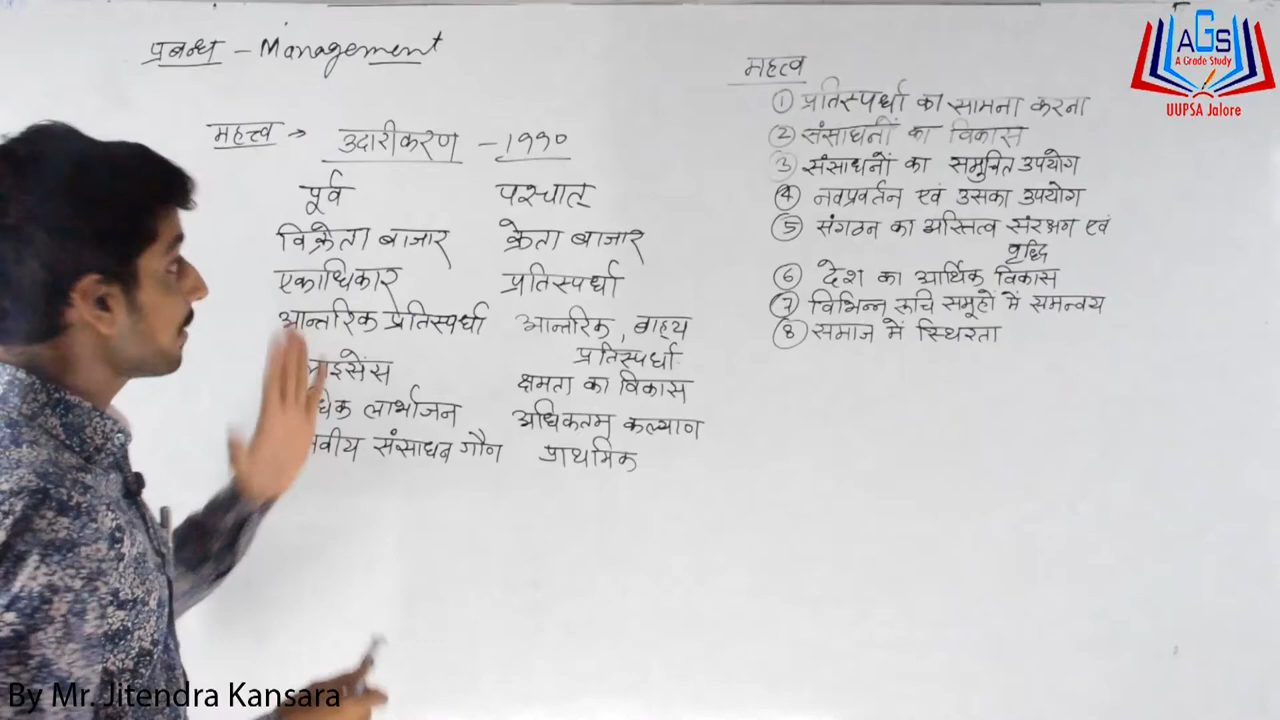 प्रबन्ध - Management
महत्त्व → उदारीकरण - १९९०
पूर्व पश्चात्
विक्रेता बाजार क्रेता बाजार
एकाधिकार प्रतिस्पर्धा
आन्तरिक प्रतिस्पर्धा आन्तरिक, बाह्य
प्रतिस्पर्धा
क्षमता का विकास
लाभार्जन अधिकतम कल्याण
संसाधन गौण प्राथमिक
महत्व
① प्रतिस्पर्धा का सामना करना
② संसाधनों का विकास
③ संसाधनों का समुचित उपयोग
④ नवप्रवर्तन एवं उसका उपयोग
⑤ संगठन का अस्तित्व संरक्षण एवं
वृद्धि
⑥ देश का आर्थिक विकास
⑦ विभिन्न रूचि समूहों में समन्वय
⑧ समाज में स्थिरता
AGS
A Grade Study
UUPSA Jalore
By Mr. Jitendra Kansara